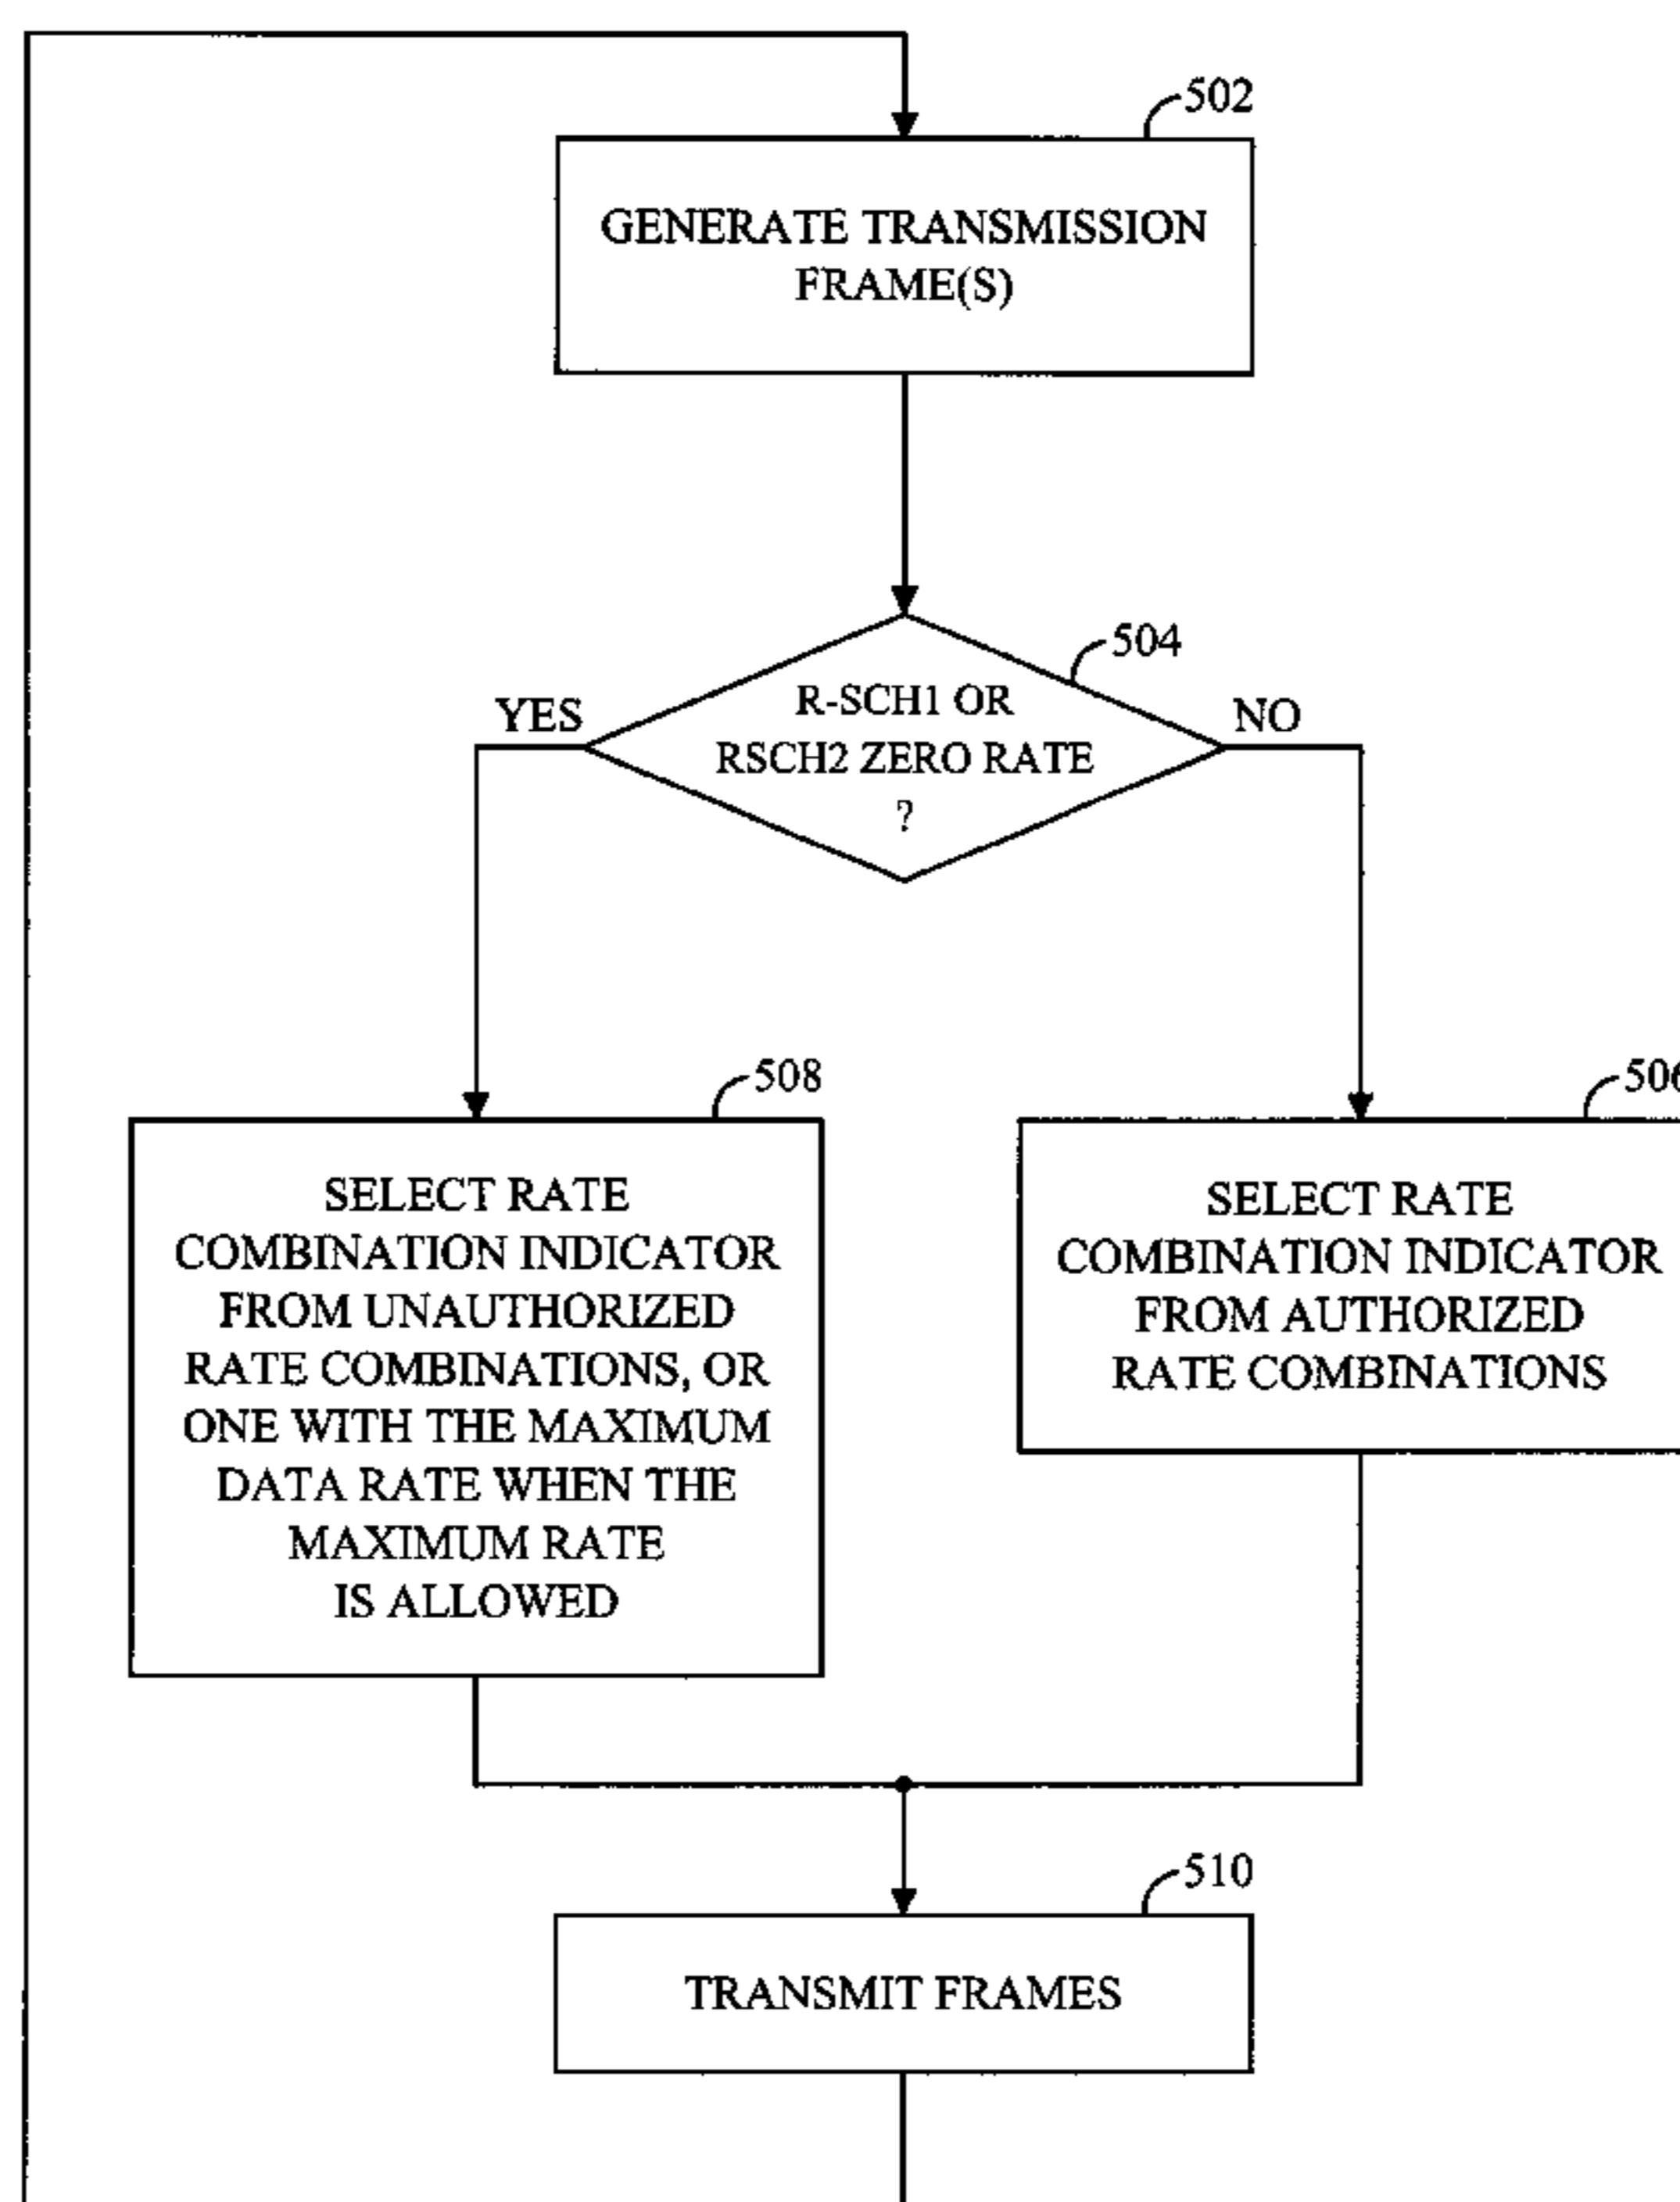 502
GENERATE TRANSMISSION
FRAME(S)
504
R-SCH1 OR
RSCH2 ZERO RATE
?
YES
NO
508
SELECT RATE
COMBINATION INDICATOR
FROM UNAUTHORIZED
RATE COMBINATIONS, OR
ONE WITH THE MAXIMUM
DATA RATE WHEN THE
MAXIMUM RATE
IS ALLOWED
506
SELECT RATE
COMBINATION INDICATOR
FROM AUTHORIZED
RATE COMBINATIONS
510
TRANSMIT FRAMES